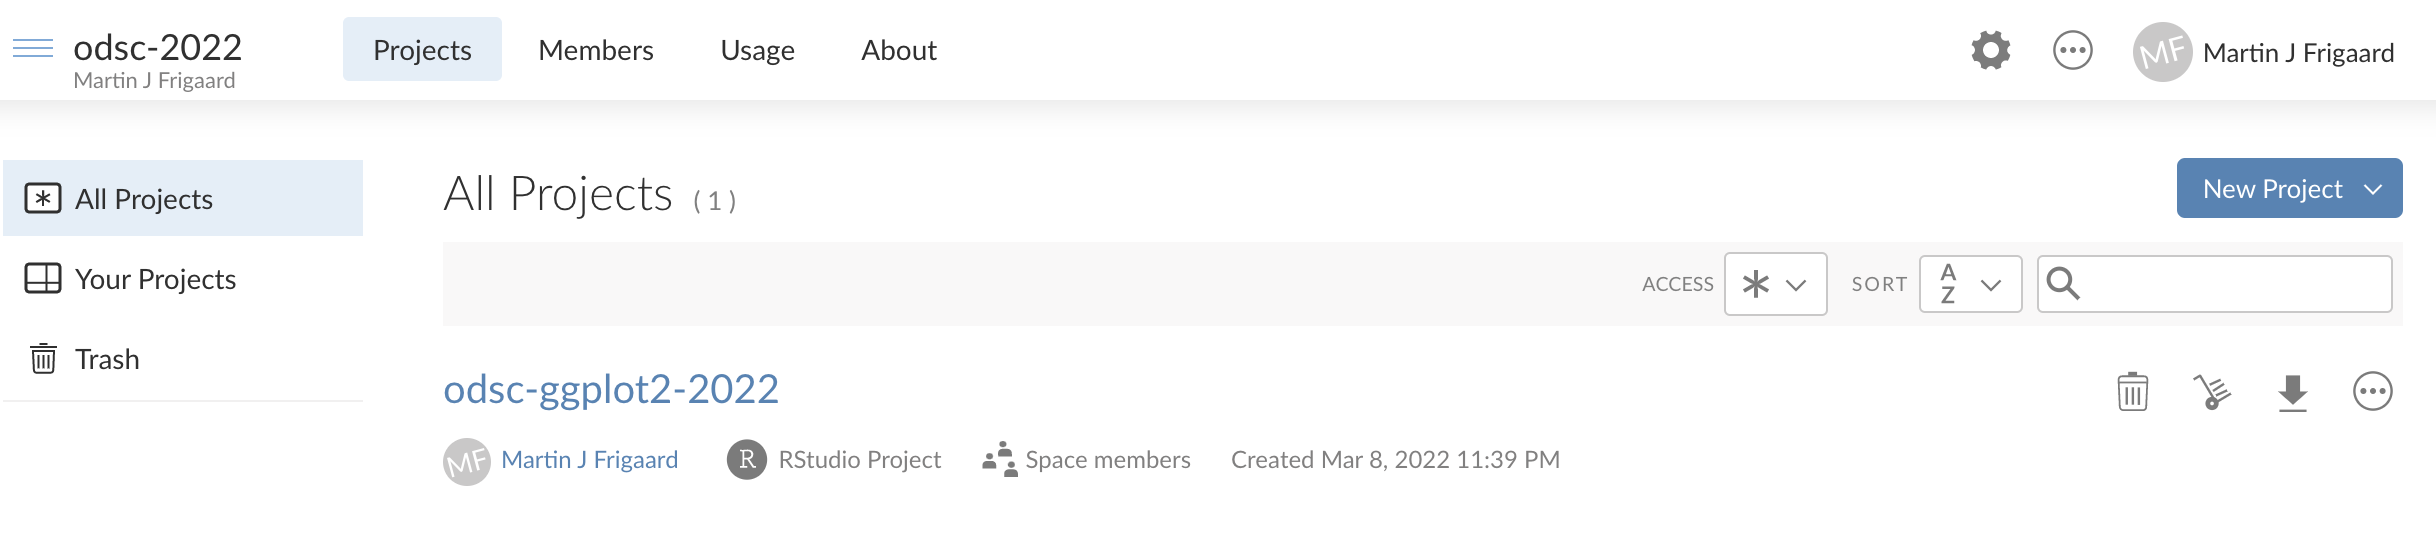 odsc-2022
Martin J Frigaard
Projects
Members
Usage
About
MF
Martin J Frigaard
All Projects
Your Projects
Trash
All Projects (1)
New Project
ACCESS
SORT
A
Z
odsc-ggplot2-2022
MF
Martin J Frigaard
R
RStudio Project
Space members
Created Mar 8, 2022 11:39 PM